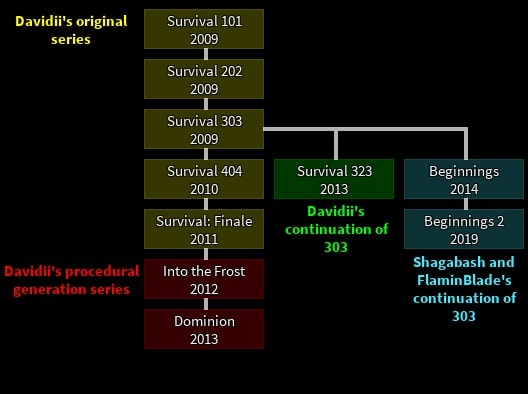 Davidii's original
series
Survival 101
2009
Survival 202
2009
Survival 303
2009
Survival 404
2010
Survival 323
2013
Beginnings
2014
Survival: Finale
2011
Davidii's
continuation of
303
Beginnings 2
2019
Davidii's procedural
generation series
Into the Frost
2012
Shagabash and
FlaminBlade's
continuation of
303
Dominion
2013